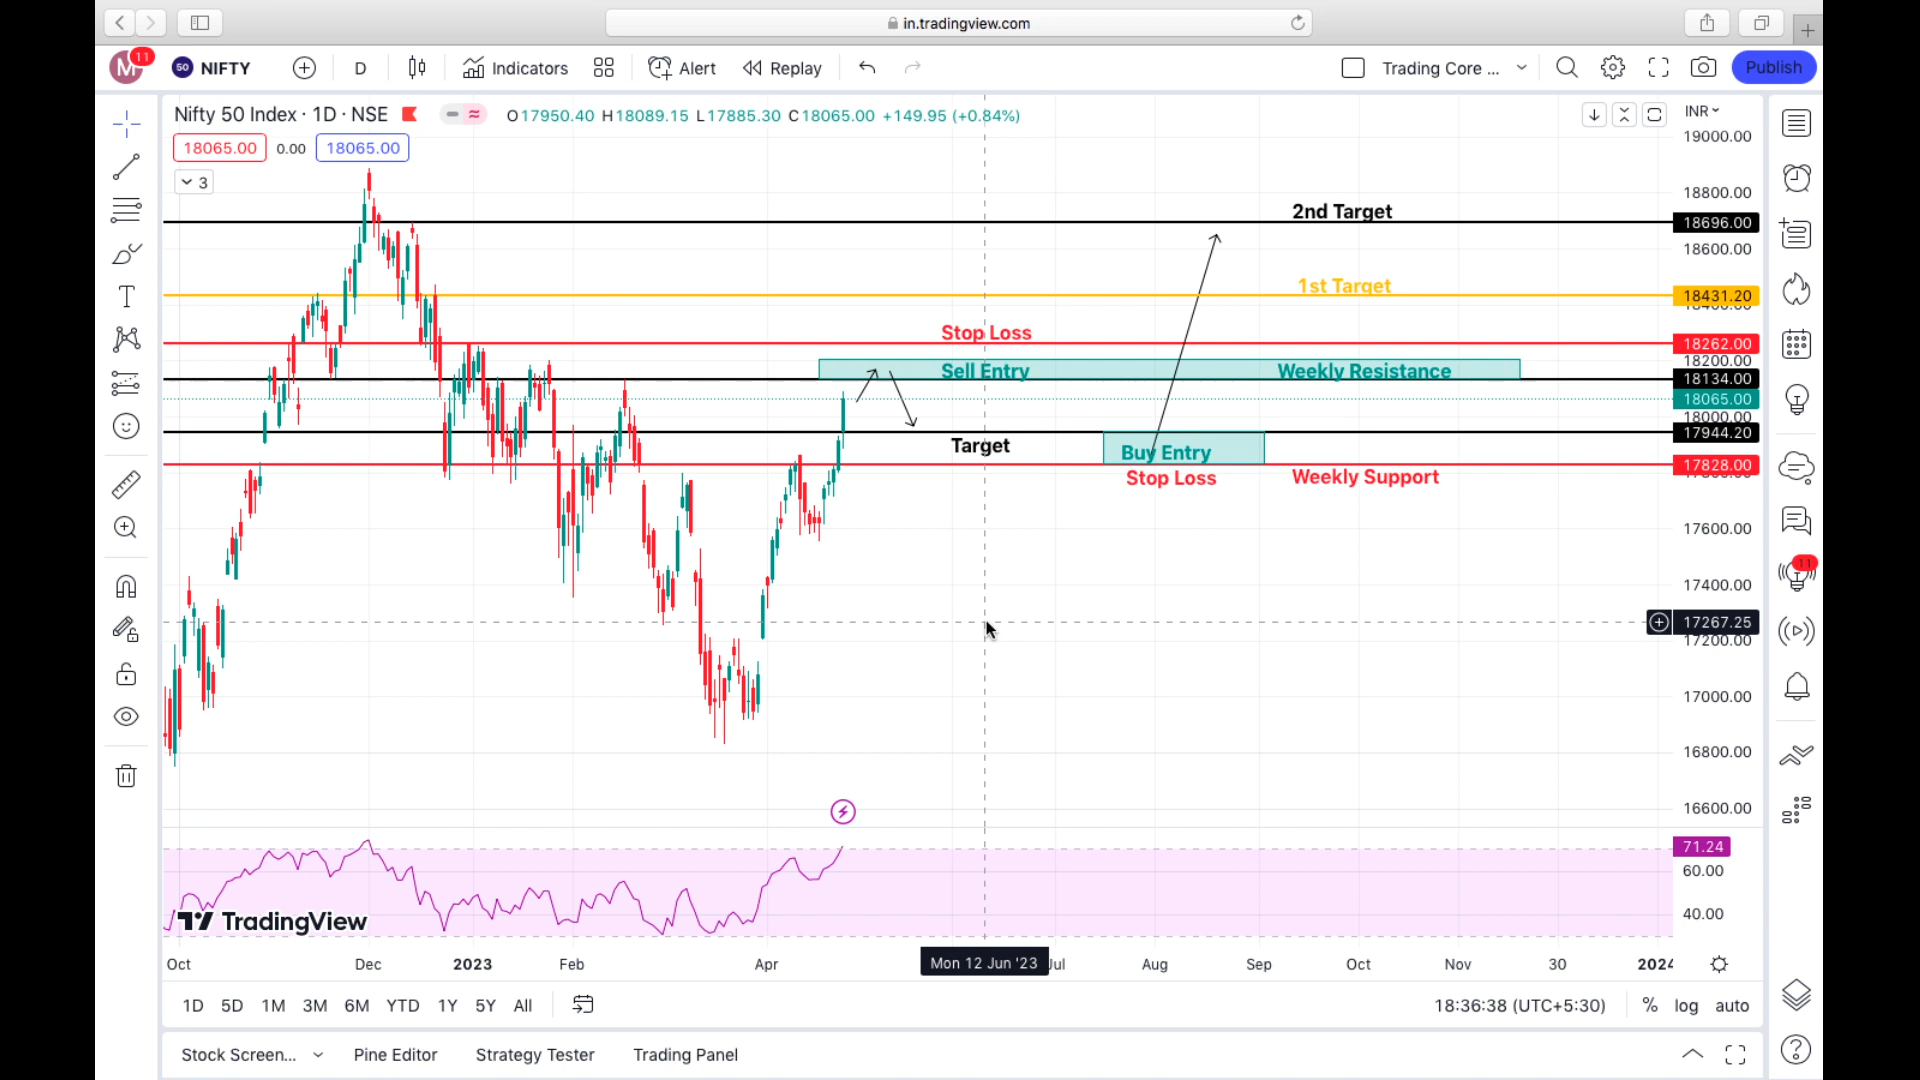 in.tradingview.com
M 11 50 NIFTY D Indicators Alert Replay Trading Core ... Publish
Nifty 50 Index · 1D · NSE O17950.40 H18089.15 L17885.30 C18065.00 +149.95 (+0.84%) INR
18065.00 0.00 18065.00
3
19000.00
18800.00
2nd Target
18696.00
18600.00
1st Target
18431.20
Stop Loss
18262.00
18200.00
Sell Entry Weekly Resistance
18134.00
18065.00
18000.00
17944.20
Target
Buy Entry
17828.00
Stop Loss Weekly Support
17600.00
11
17400.00
17267.25
17200.00
17000.00
16800.00
16600.00
71.24
60.00
40.00
TradingView
Oct Dec 2023 Feb Apr Mon 12 Jun '23 Jul Aug Sep Oct Nov 30 2024
1D 5D 1M 3M 6M YTD 1Y 5Y All 18:36:38 (UTC+5:30) % log auto
Stock Screen... Pine Editor Strategy Tester Trading Panel